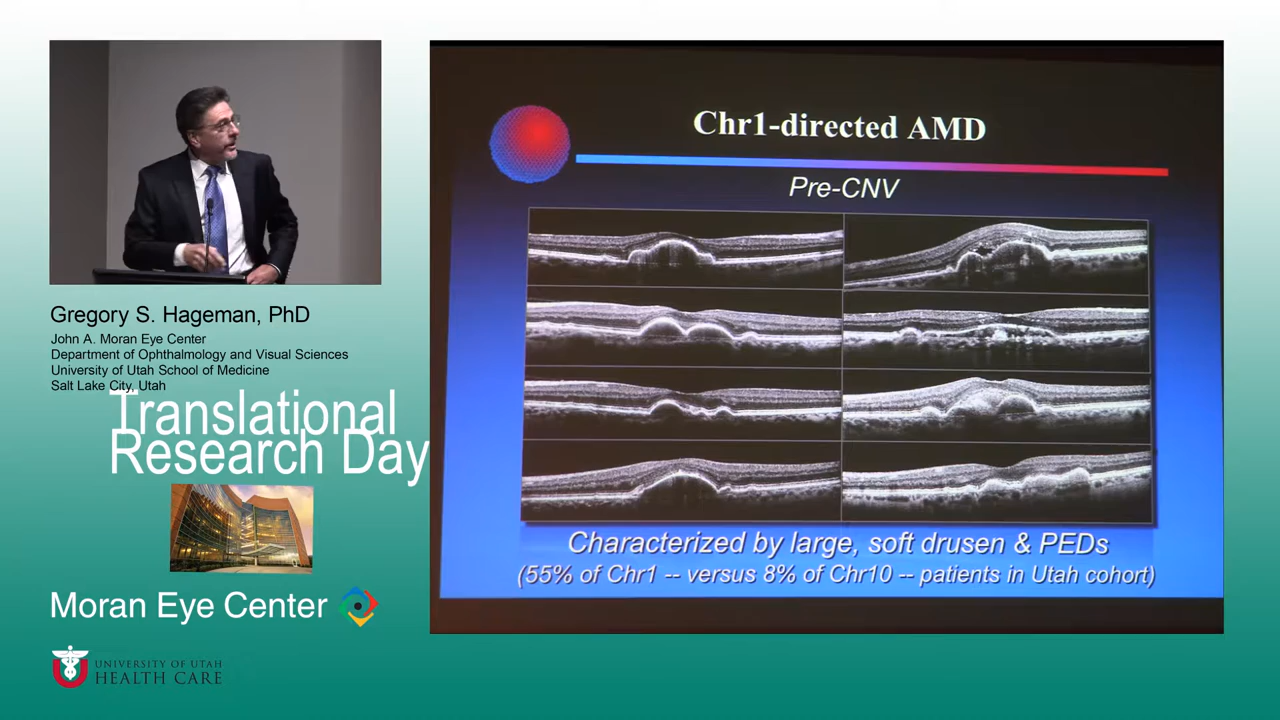 Chr1-directed AMD
Pre-CNV
Characterized by large, soft drusen & PEDs
(55% of Chr1 -- versus 8% of Chr10 -- patients in Utah cohort)
Gregory S. Hageman, PhD
John A. Moran Eye Center
Department of Ophthalmology and Visual Sciences
University of Utah School of Medicine
Salt Lake City, Utah
Translational
Research Day
Moran Eye Center
UNIVERSITY OF UTAH
HEALTH CARE